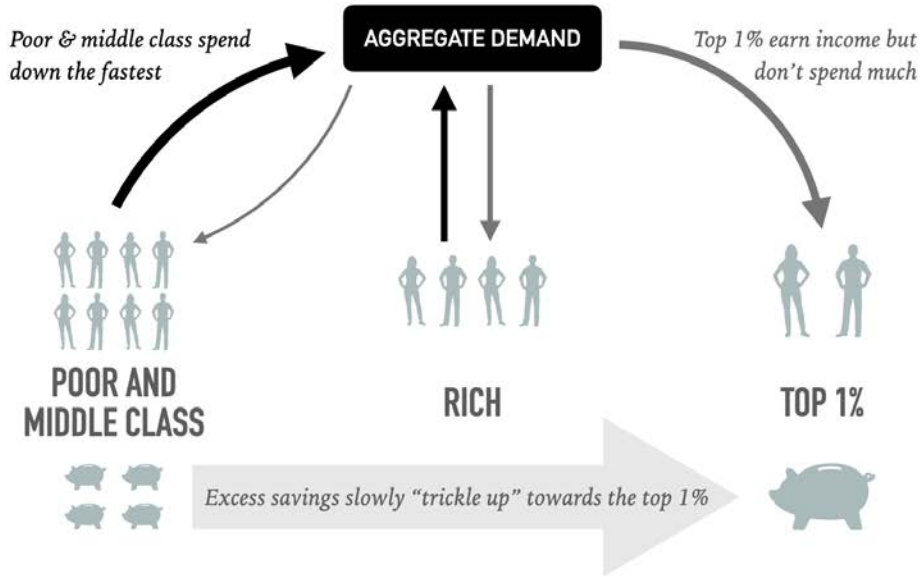 Poor & middle class spend
down the fastest
AGGREGATE DEMAND
Top 1% earn income but
don’t spend much
POOR AND
MIDDLE CLASS
RICH
TOP 1%
Excess savings slowly “trickle up” towards the top 1%